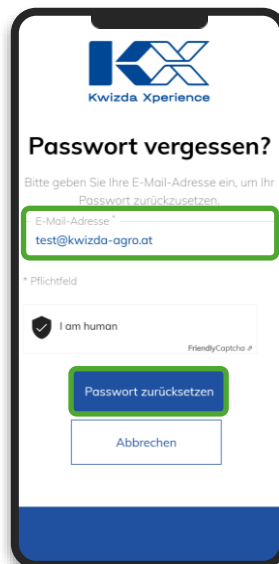 KX
Kwizda Xperience
Passwort vergessen?
Bitte geben Sie Ihre E-Mail-Adresse ein, um Ihr
Passwort zurückzusetzen.
E-Mail-Adresse *
test@kwizda-agro.at
* Pflichtfeld
I am human
FriendlyCaptcha ⇗
Passwort zurücksetzen
Abbrechen